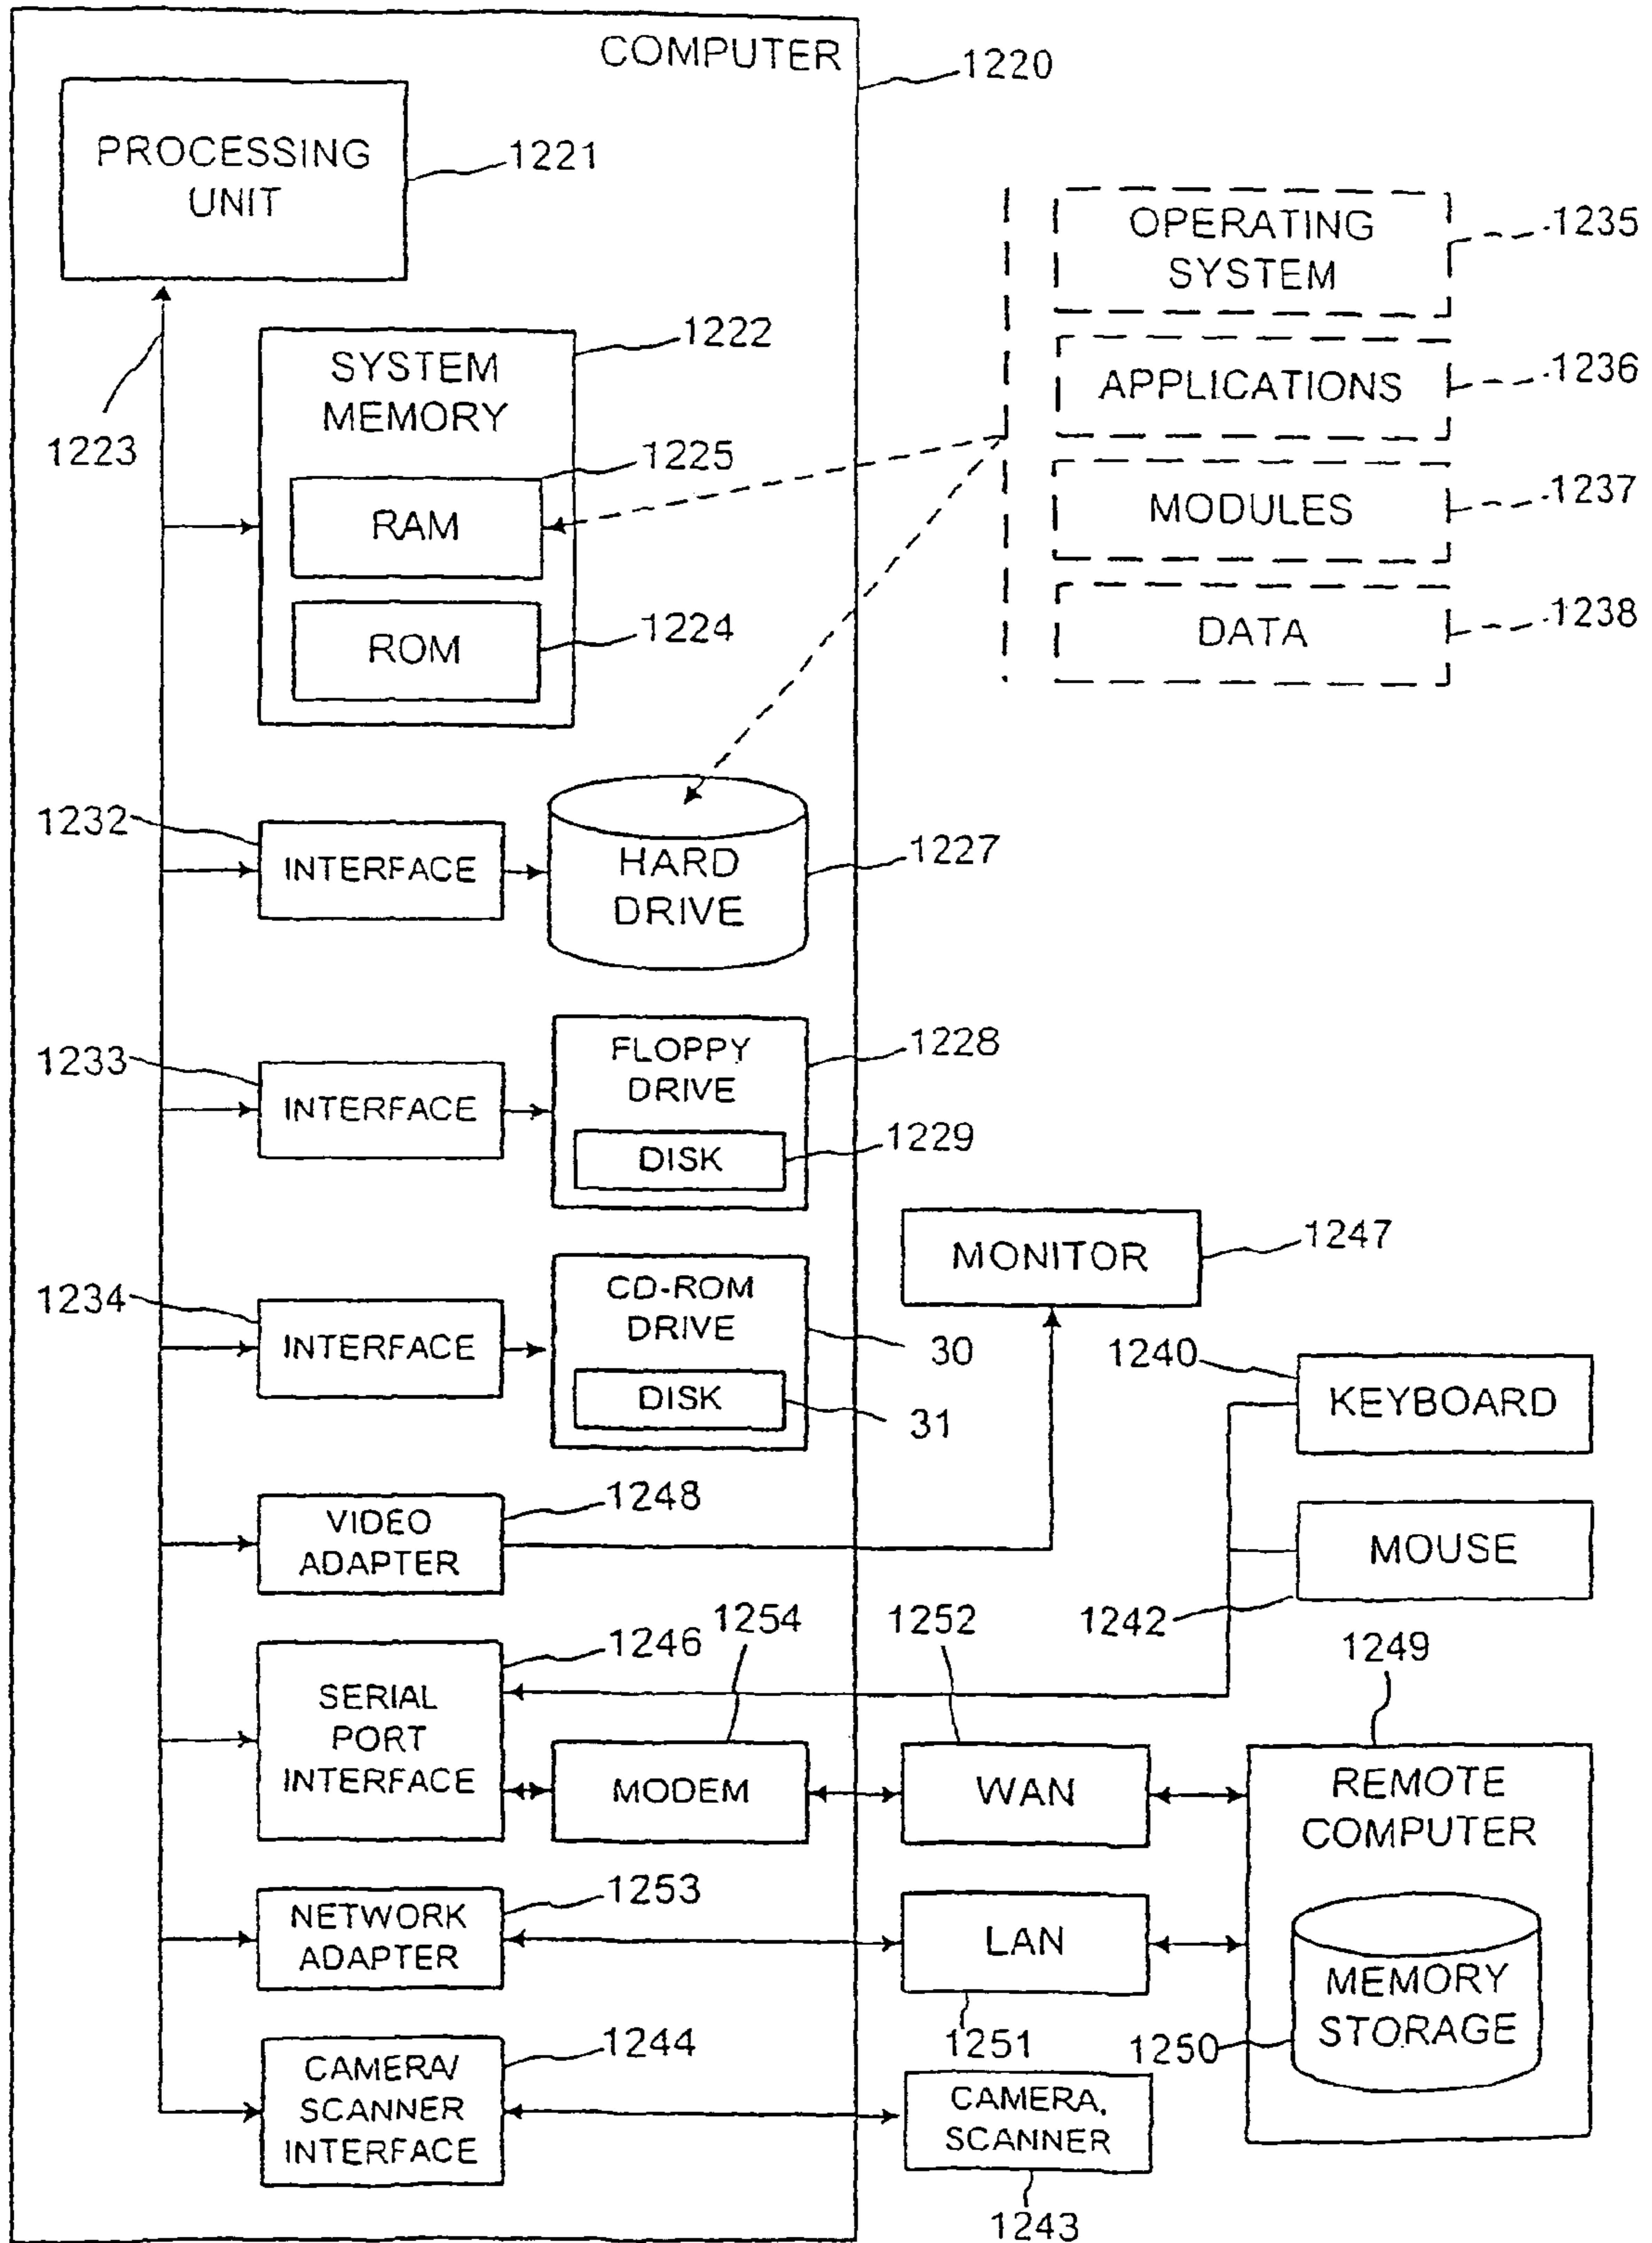 COMPUTER
1220
PROCESSING
UNIT
1221
1223
SYSTEM
MEMORY
1222
1225
RAM
ROM
1224
OPERATING
SYSTEM
1235
APPLICATIONS
1236
MODULES
1237
DATA
1238
1232
INTERFACE
HARD
DRIVE
1227
1233
INTERFACE
FLOPPY
DRIVE
1228
DISK
1229
1234
INTERFACE
CD-ROM
DRIVE
30
DISK
31
MONITOR
1247
1240
KEYBOARD
MOUSE
1242
VIDEO
ADAPTER
1248
1246
SERIAL
PORT
INTERFACE
1254
MODEM
1252
WAN
1249
REMOTE
COMPUTER
MEMORY
STORAGE
1250
NETWORK
ADAPTER
1253
LAN
1251
CAMERA/
SCANNER
INTERFACE
1244
CAMERA,
SCANNER
1243